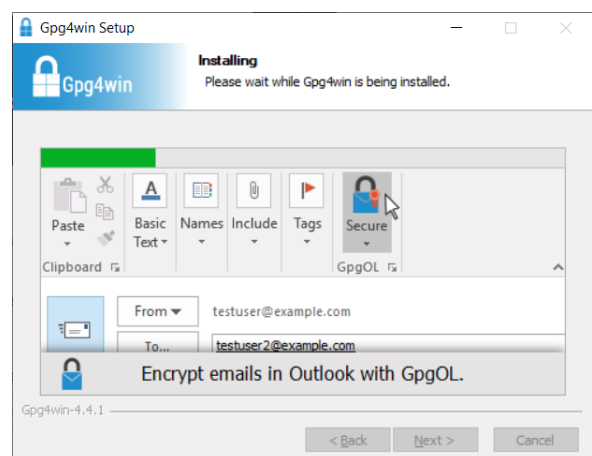 Gpg4win Setup
Installing
Please wait while Gpg4win is being installed.
Gpg4win
Paste
Basic Text
Names
Include
Tags
Secure
Clipboard
GpgOL
From
testuser@example.com
To...
testuser2@example.com
Encrypt emails in Outlook with GpgOL.
Gpg4win-4.4.1
< Back
Next >
Cancel